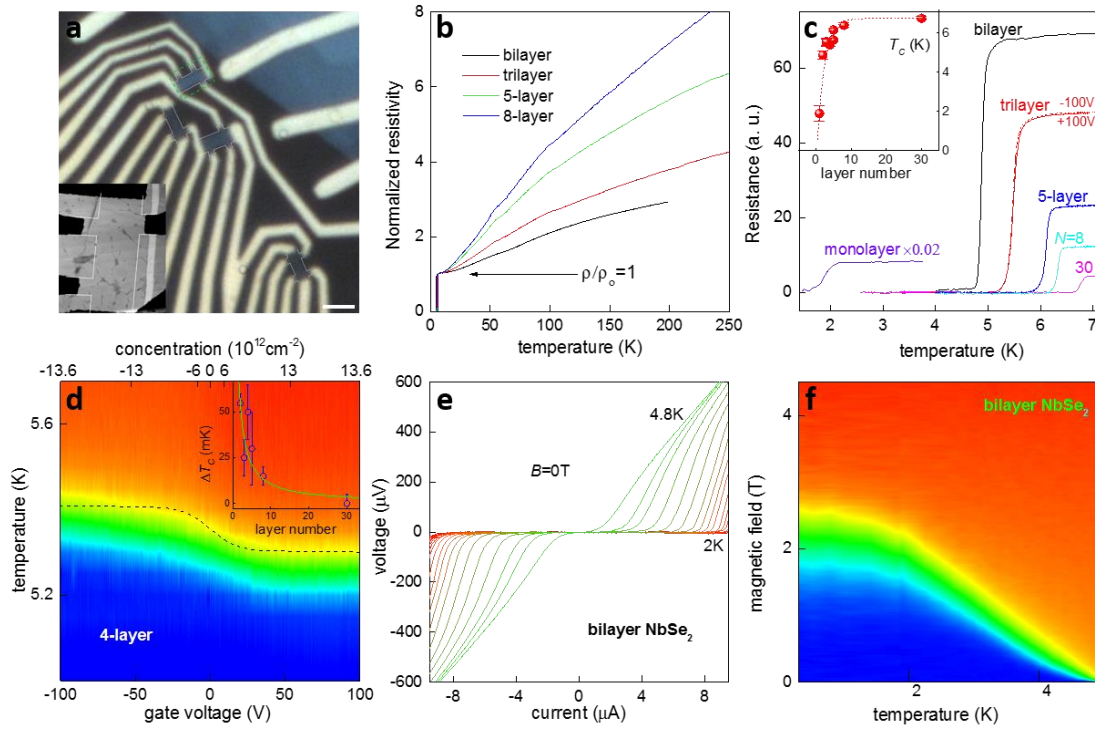 a
b
bilayer
trilayer
5-layer
8-layer
ρ/ρo=1
Normalized resistivity
8
6
4
2
0
0 50 100 150 200 250
temperature (K)
c
Tc (K)
6
4
2
0
0 10 20 30
layer number
bilayer
trilayer
-100V
+100V
5-layer
N=8
30
monolayer ×0.02
Resistance (a. u.)
60
40
20
0
2 3 4 5 6 7
temperature (K)
concentration (10¹²cm⁻²)
-13.6 -13 -6 0 6 13 13.6
d
ΔTC (mK)
50
25
0
0 10 20 30
layer number
4-layer
temperature (K)
5.6
5.2
-100 -50 0 50 100
gate voltage (V)
e
4.8K
B=0T
2K
bilayer NbSe₂
voltage (μV)
600
400
200
0
-200
-400
-600
-8 -4 0 4 8
current (μA)
f
bilayer NbSe₂
magnetic field (T)
4
2
0
2 4
temperature (K)